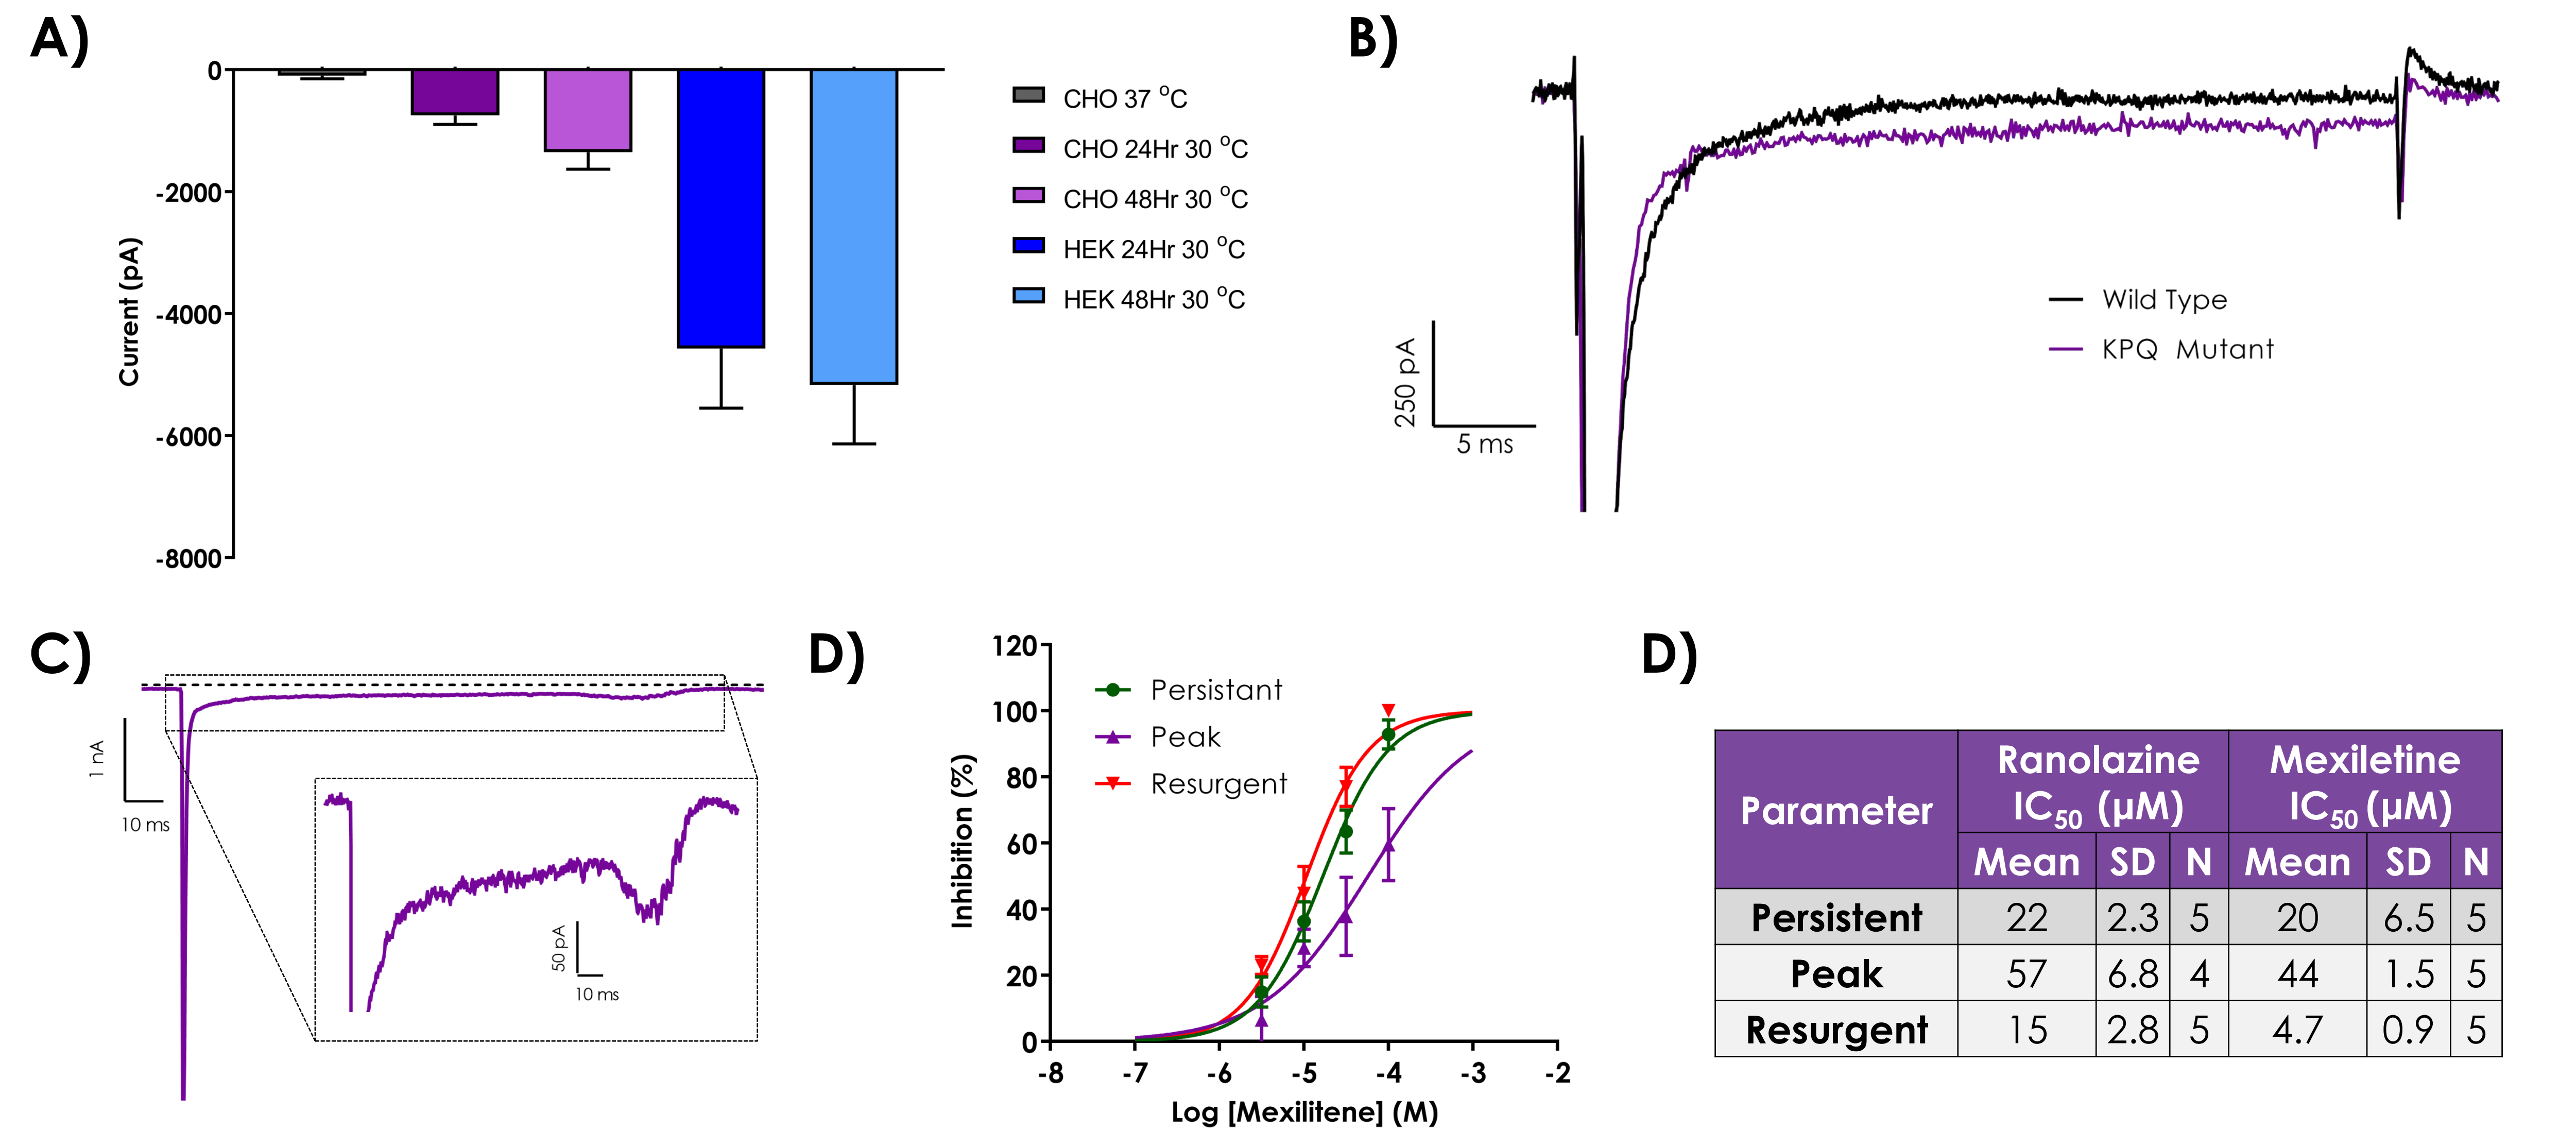 A)
0
-2000
-4000
-6000
-8000
Current (pA)
CHO 37 °C
CHO 24Hr 30 °C
CHO 48Hr 30 °C
HEK 24Hr 30 °C
HEK 48Hr 30 °C
B)
250 pA
5 ms
Wild Type
KPQ Mutant
C)
1 nA
10 ms
50 pA
10 ms
D)
120
100
80
60
40
20
0
Inhibition (%)
Persistant
Peak
Resurgent
-8 -7 -6 -5 -4 -3 -2
Log [Mexilitene] (M)
D)
Parameter
Ranolazine
IC50 (µM)
Mexiletine
IC50 (µM)
Mean SD N Mean SD N
Persistent 22 2.3 5 20 6.5 5
Peak 57 6.8 4 44 1.5 5
Resurgent 15 2.8 5 4.7 0.9 5